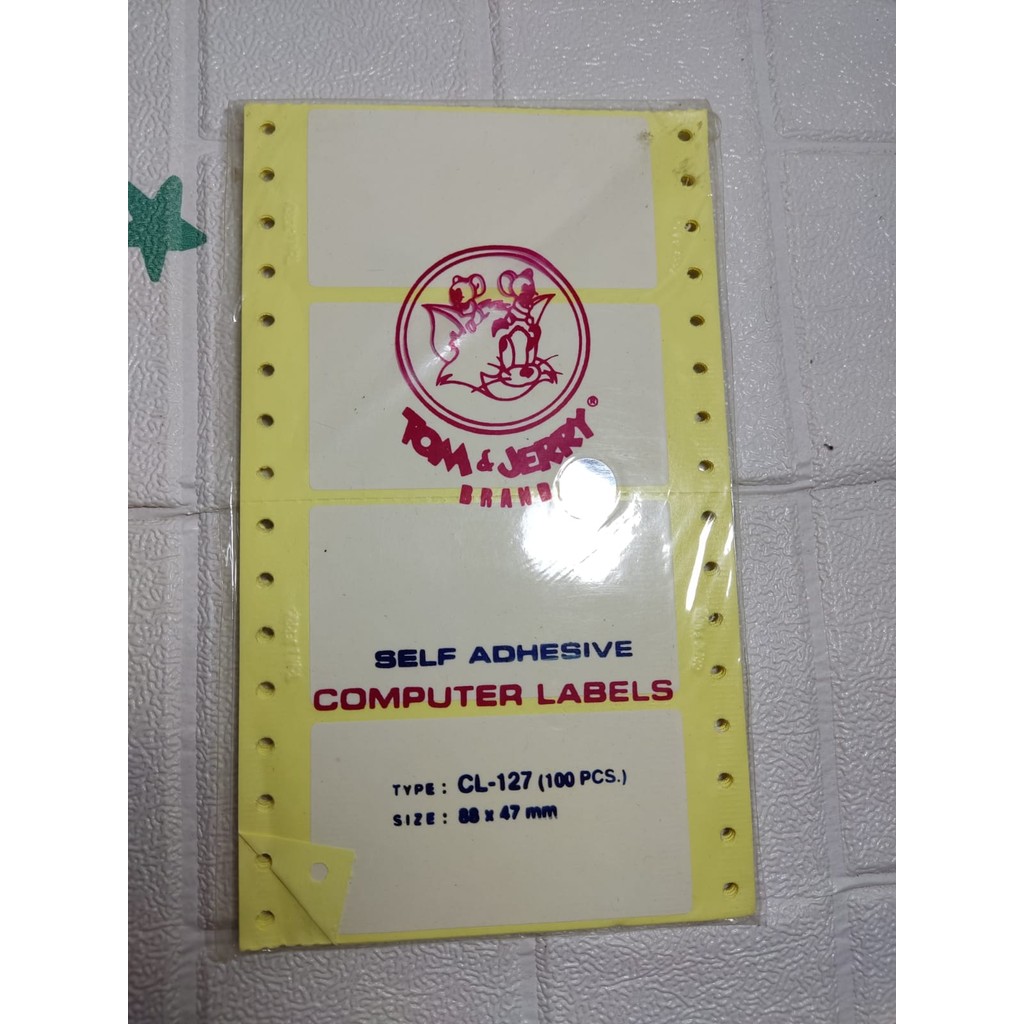 TOM & JERRY ®
BRAND
SELF ADHESIVE
COMPUTER LABELS
TYPE : CL-127 (100 PCS.)
SIZE : 88 x 47 mm